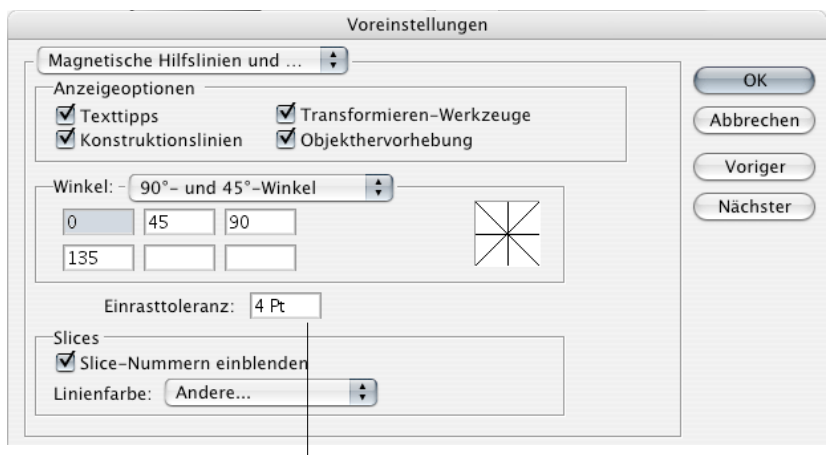 Voreinstellungen
Magnetische Hilfslinien und ...
Anzeigeoptionen
Texttipps
Transformieren-Werkzeuge
Konstruktionslinien
Objekthervorhebung
Winkel:
90°- und 45°-Winkel
0
45
90
135
Einrasttoleranz: 4 Pt
Slices
Slice-Nummern einblenden
Linienfarbe: Andere...
OK
Abbrechen
Voriger
Nächster